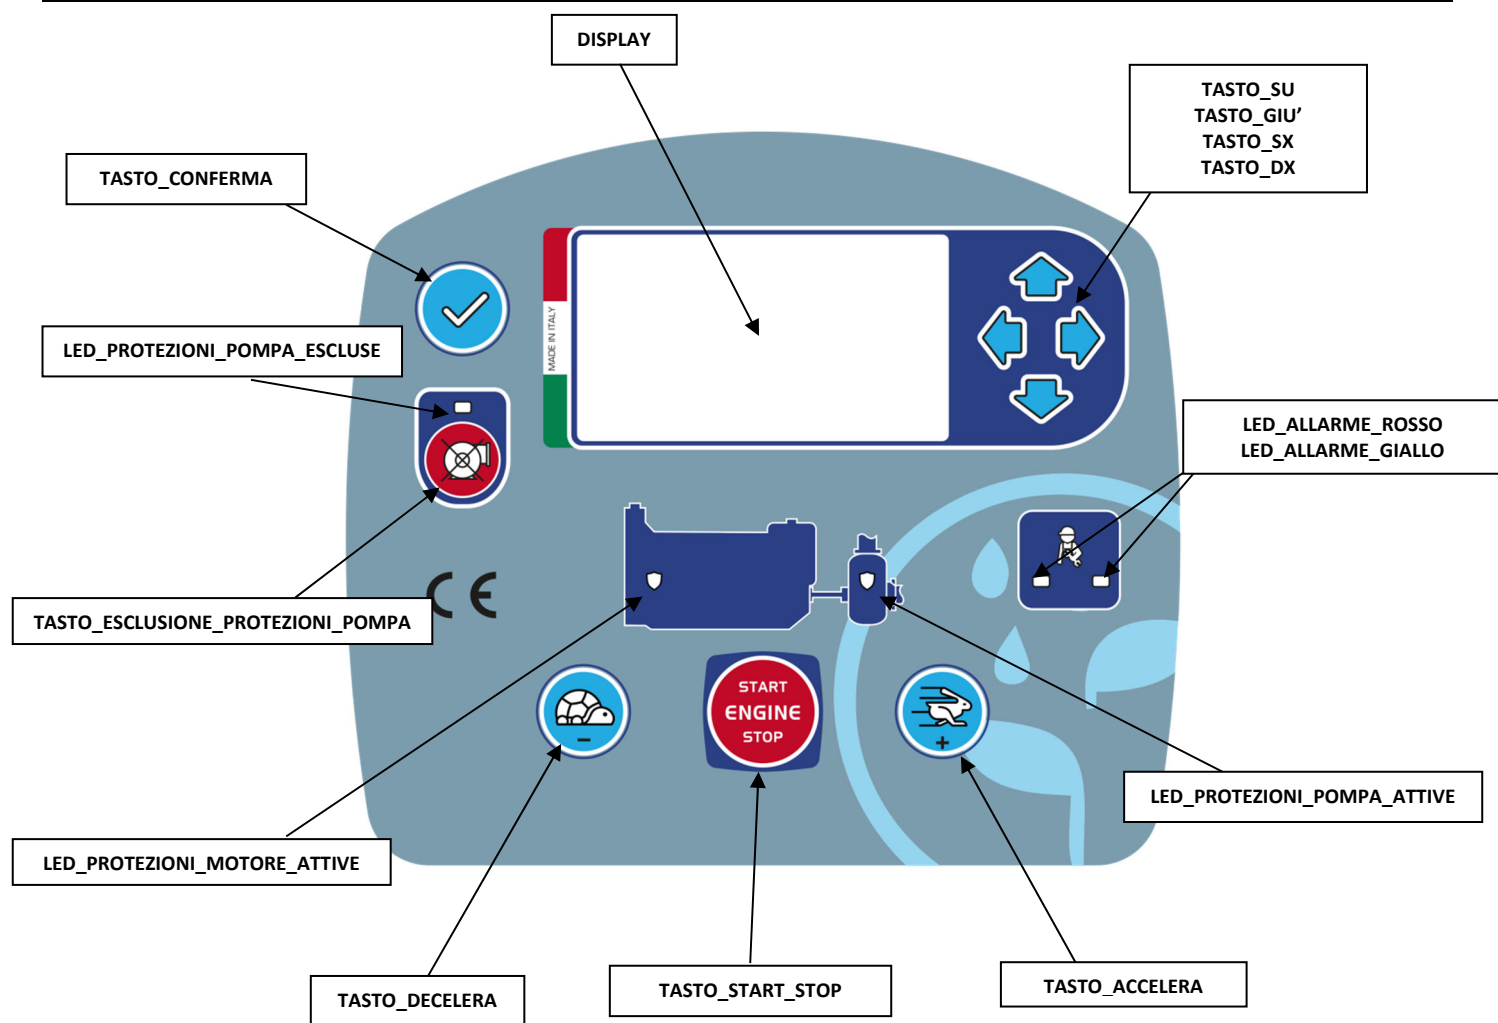 DISPLAY
TASTO_SU
TASTO_GIU’
TASTO_SX
TASTO_DX
TASTO_CONFERMA
MADE IN ITALY
LED_PROTEZIONI_POMPA_ESCLUSE
LED_ALLARME_ROSSO
LED_ALLARME_GIALLO
CE
TASTO_ESCLUSIONE_PROTEZIONI_POMPA
START
ENGINE
STOP
-
+
LED_PROTEZIONI_POMPA_ATTIVE
LED_PROTEZIONI_MOTORE_ATTIVE
TASTO_DECELERA
TASTO_START_STOP
TASTO_ACCELERA